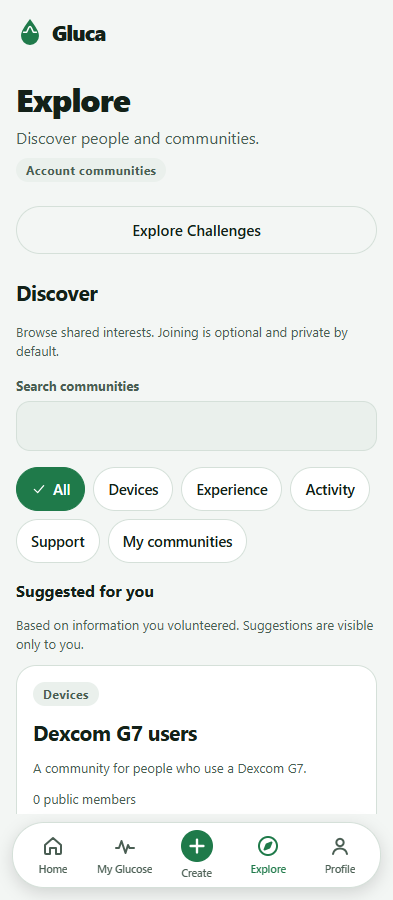 Gluca
Explore
Discover people and communities.
Account communities
Explore Challenges
Discover
Browse shared interests. Joining is optional and private by
default.
Search communities
All
Devices
Experience
Activity
Support
My communities
Suggested for you
Based on information you volunteered. Suggestions are visible
only to you.
Devices
Dexcom G7 users
A community for people who use a Dexcom G7.
0 public members
Home
My Glucose
Create
Explore
Profile